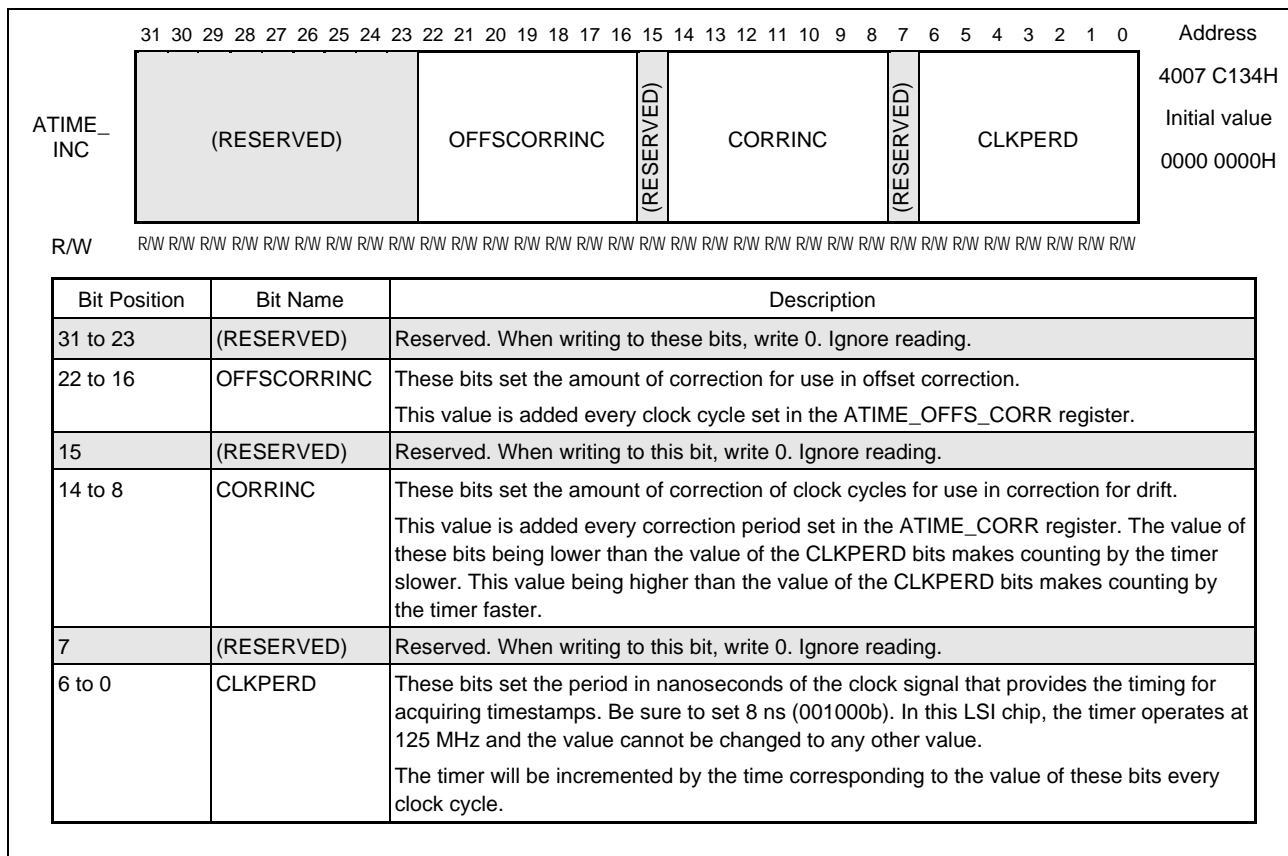 31 30 29 28 27 26 25 24 23 22 21 20 19 18 17 16 15 14 13 12 11 10 9 8 7 6 5 4 3 2 1 0 Address
4007 C134H
Initial value
0000 0000H
ATIME_
INC
(RESERVED) OFFSCORRINC (RESERVED) CORRINC (RESERVED) CLKPERD
R/W R/W R/W R/W R/W R/W R/W R/W R/W R/W R/W R/W R/W R/W R/W R/W R/W R/W R/W R/W R/W R/W R/W R/W R/W R/W R/W R/W R/W R/W R/W R/W R/W
Bit Position Bit Name Description
31 to 23 (RESERVED) Reserved. When writing to these bits, write 0. Ignore reading.
22 to 16 OFFSCORRINC These bits set the amount of correction for use in offset correction.
This value is added every clock cycle set in the ATIME_OFFS_CORR register.
15 (RESERVED) Reserved. When writing to this bit, write 0. Ignore reading.
14 to 8 CORRINC These bits set the amount of correction of clock cycles for use in correction for drift.
This value is added every correction period set in the ATIME_CORR register. The value of
these bits being lower than the value of the CLKPERD bits makes counting by the timer
slower. This value being higher than the value of the CLKPERD bits makes counting by
the timer faster.
7 (RESERVED) Reserved. When writing to this bit, write 0. Ignore reading.
6 to 0 CLKPERD These bits set the period in nanoseconds of the clock signal that provides the timing for
acquiring timestamps. Be sure to set 8 ns (001000b). In this LSI chip, the timer operates at
125 MHz and the value cannot be changed to any other value.
The timer will be incremented by the time corresponding to the value of these bits every
clock cycle.